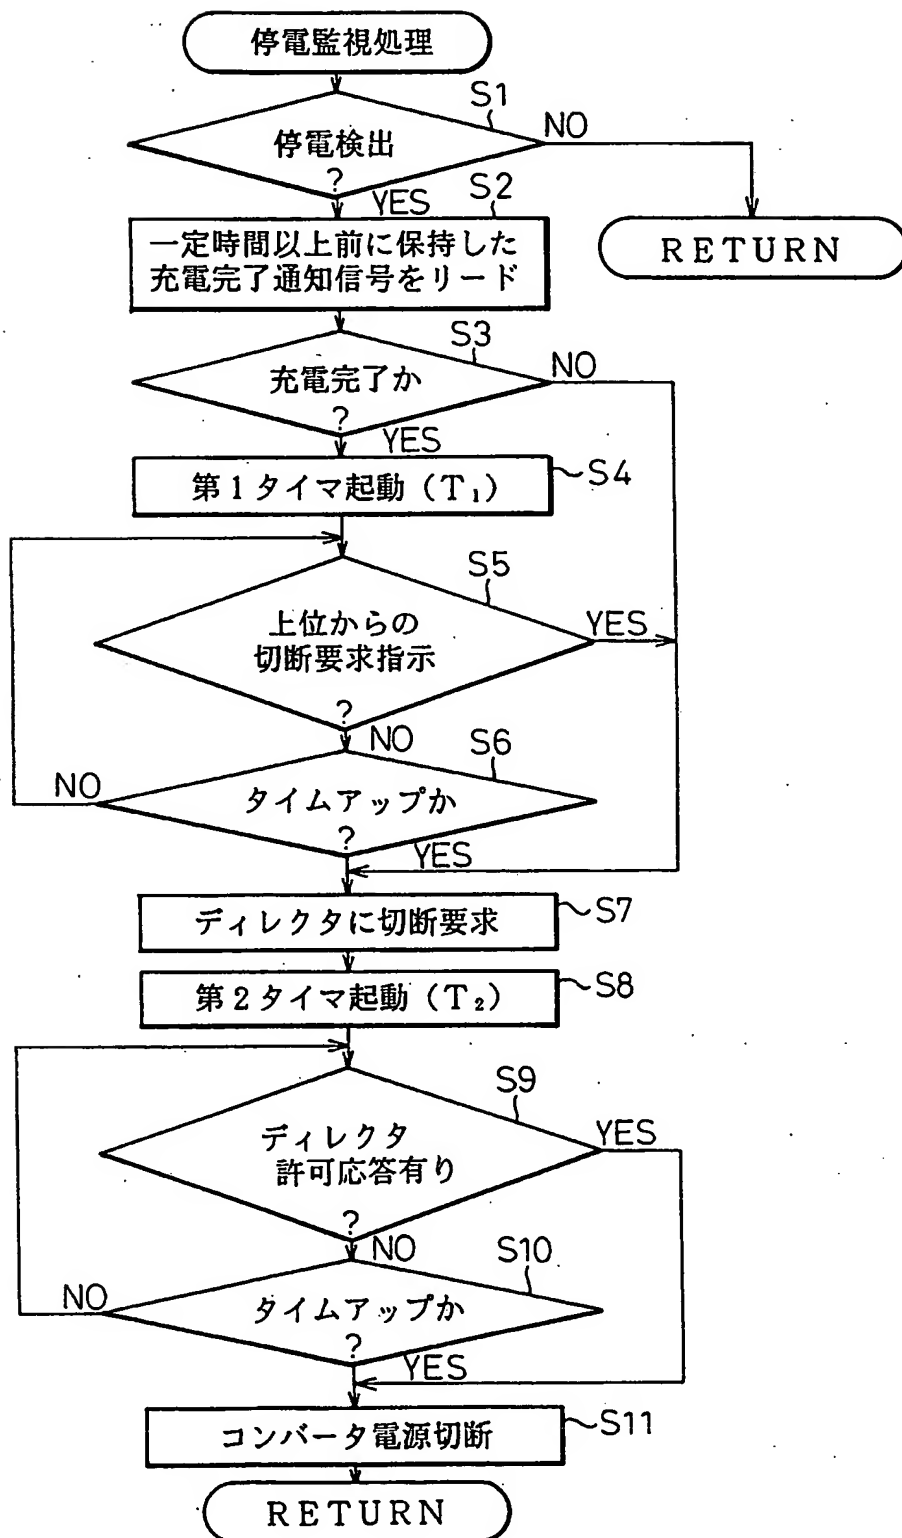 停電監視処理
S1
停電検出
?
NO
YES
S2
一定時間以上前に保持した
充電完了通知信号をリード
RETURN
S3
充電完了か
?
NO
YES
第1タイマ起動(T₁)
S4
S5
上位からの
切断要求指示
?
YES
NO
S6
タイムアップか
?
NO
YES
ディレクタに切断要求
S7
第2タイマ起動(T₂)
S8
S9
ディレクタ
許可応答有り
?
YES
NO
S10
タイムアップか
?
NO
YES
コンバータ電源切断
S11
RETURN